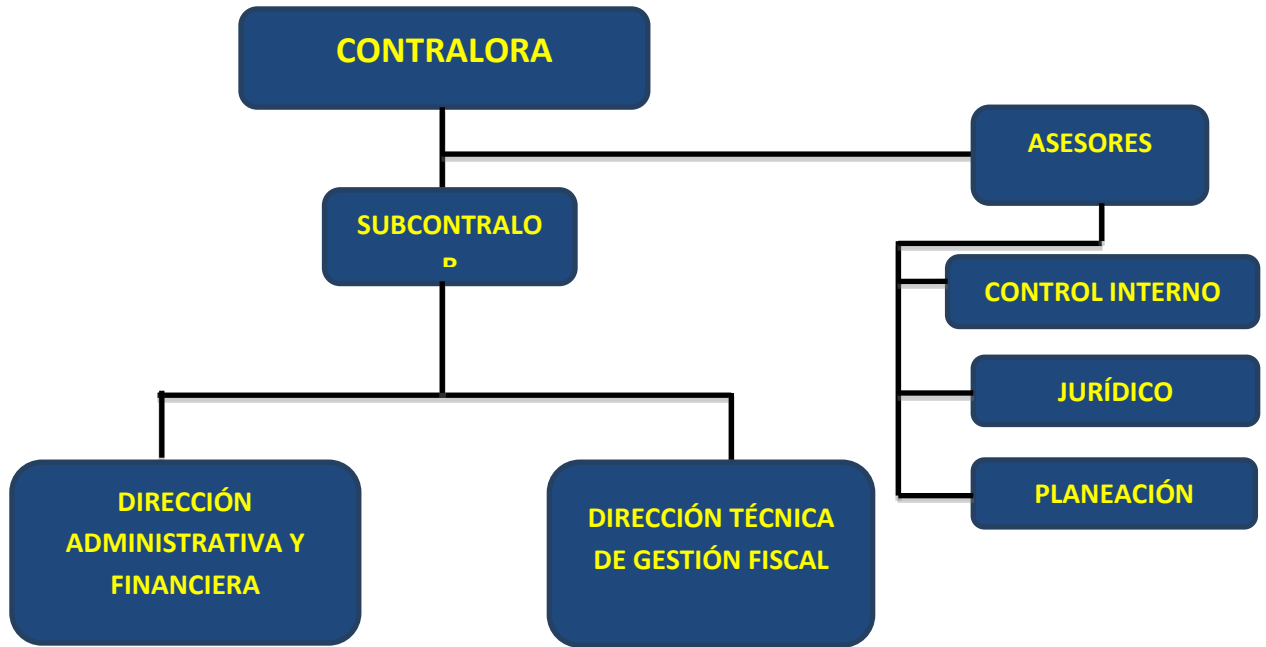 CONTRALORA
ASESORES
SUBCONTRALO
R
CONTROL INTERNO
JURÍDICO
PLANEACIÓN
DIRECCIÓN
ADMINISTRATIVA Y
FINANCIERA
DIRECCIÓN TÉCNICA
DE GESTIÓN FISCAL